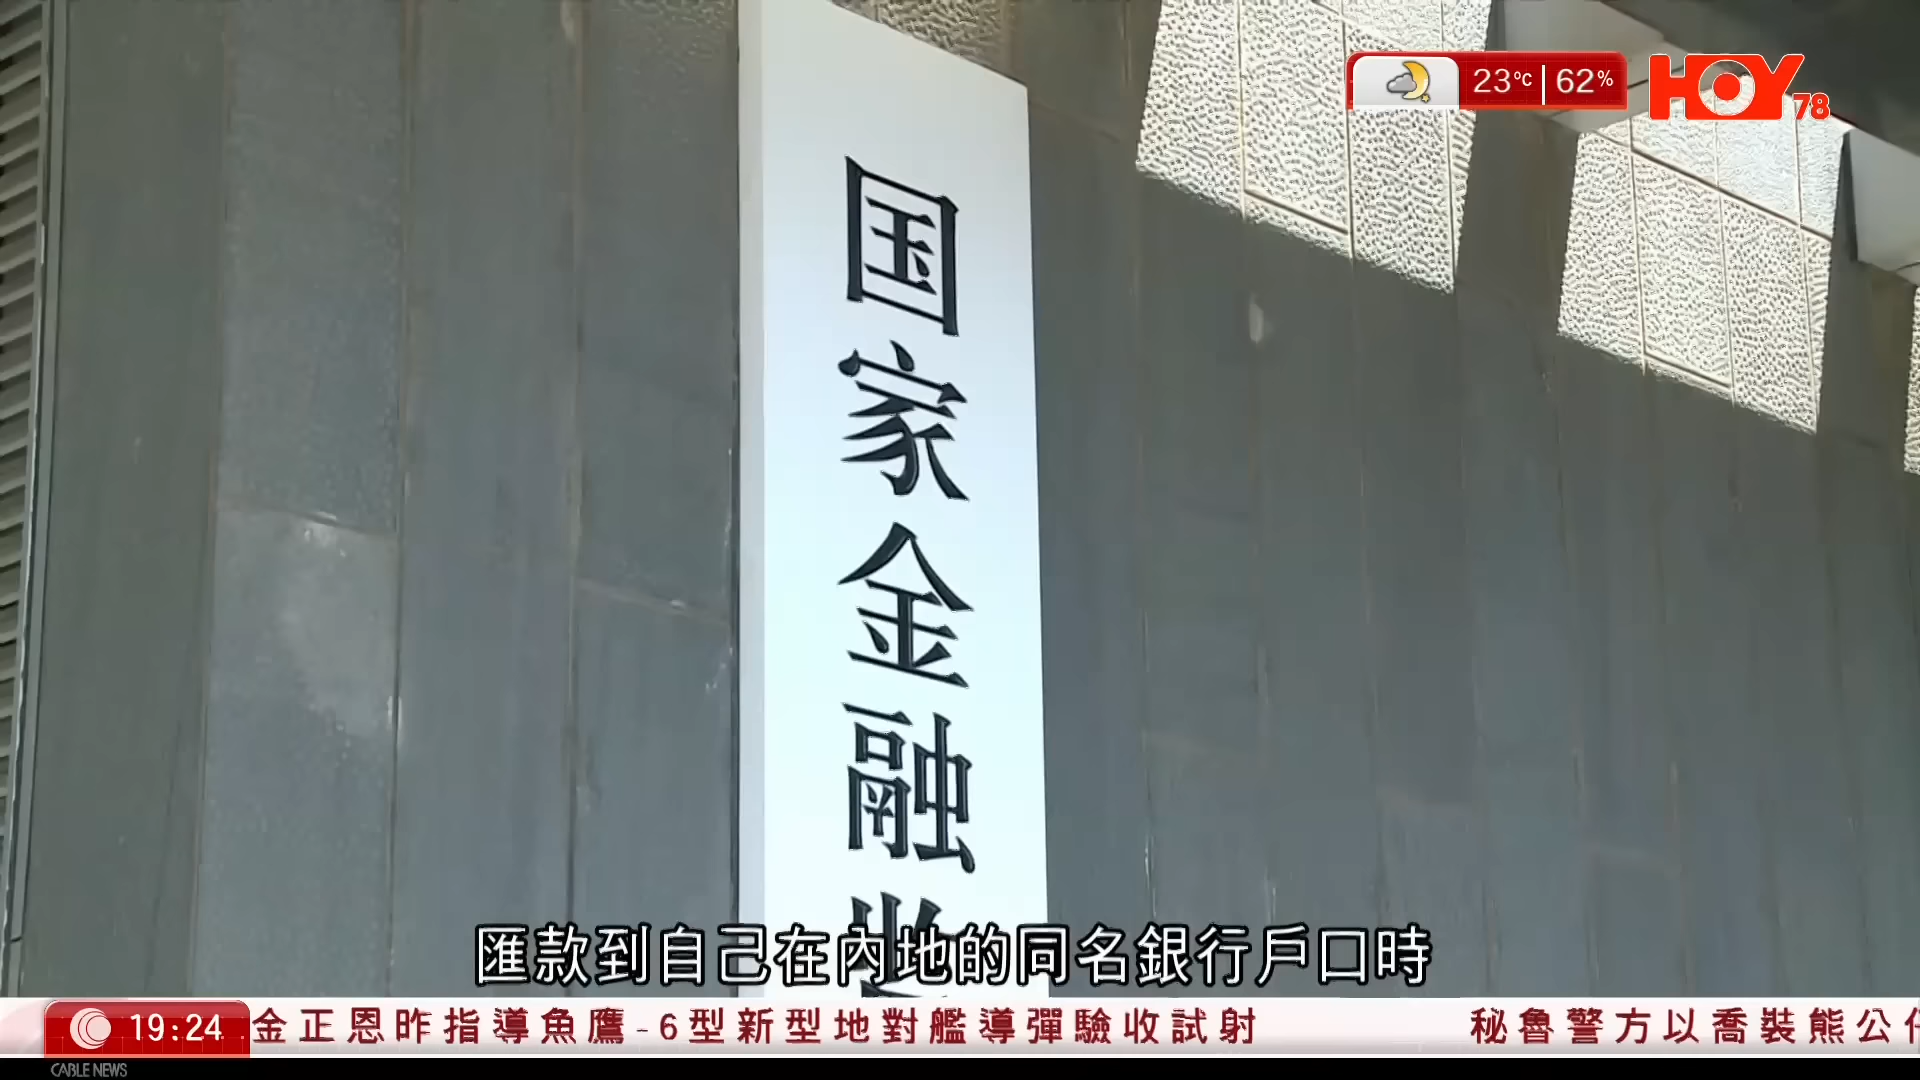 23°C | 62%
HOY 78
国家金融监
匯款到自己在內地的同名銀行戶口時
19:24
金正恩昨指導魚鷹-6型新型地對艦導彈驗收試射
秘魯警方以喬裝熊公仔
CABLE NEWS